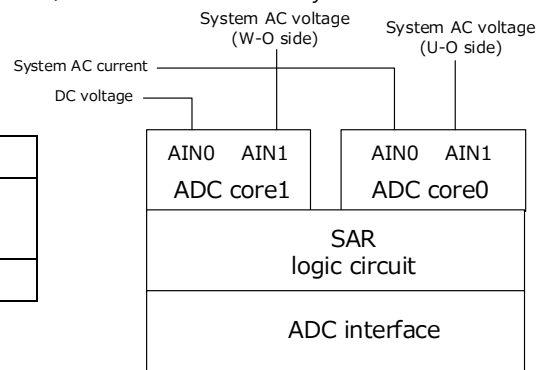 System AC voltage
(W-O side)
System AC voltage
(U-O side)
System AC current
DC voltage
AIN0 AIN1
ADC core1
AIN0 AIN1
ADC core0
SAR
logic circuit
ADC interface